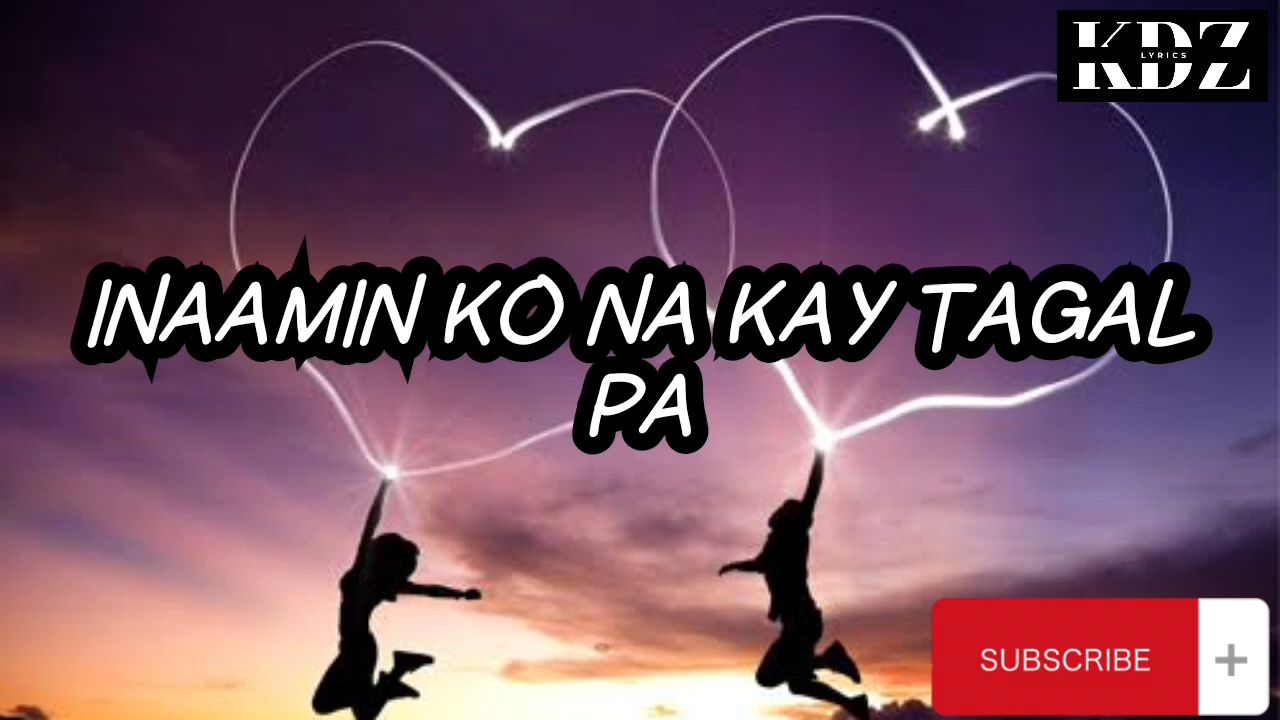 KDZ
LYRICS
INAAMIN KO NA KAY TAGAL
PA
SUBSCRIBE +